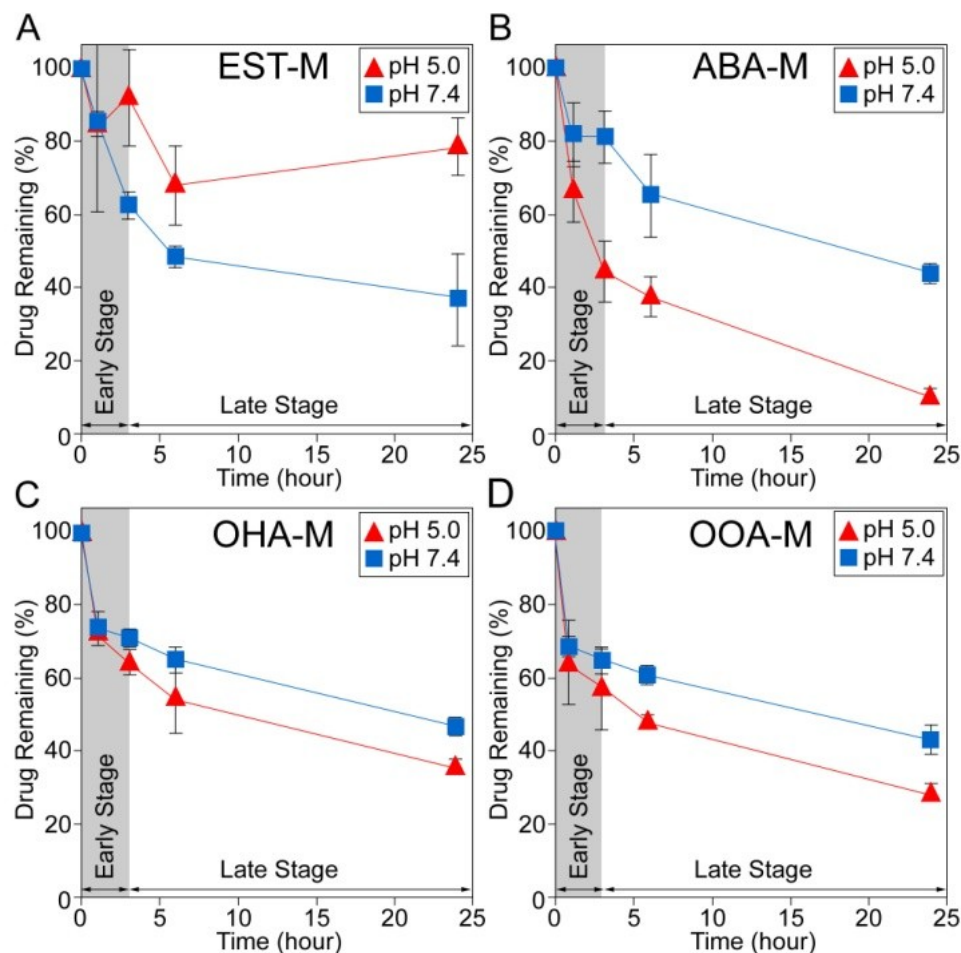 A
EST-M
pH 5.0
pH 7.4
Drug Remaining (%)
100
80
60
40
20
0
Early Stage
Late Stage
0 5 10 15 20 25
Time (hour)
B
ABA-M
pH 5.0
pH 7.4
Drug Remaining (%)
100
80
60
40
20
0
Early Stage
Late Stage
0 5 10 15 20 25
Time (hour)
C
OHA-M
pH 5.0
pH 7.4
Drug Remaining (%)
100
80
60
40
20
0
Early Stage
Late Stage
0 5 10 15 20 25
Time (hour)
D
OOA-M
pH 5.0
pH 7.4
Drug Remaining (%)
100
80
60
40
20
0
Early Stage
Late Stage
0 5 10 15 20 25
Time (hour)